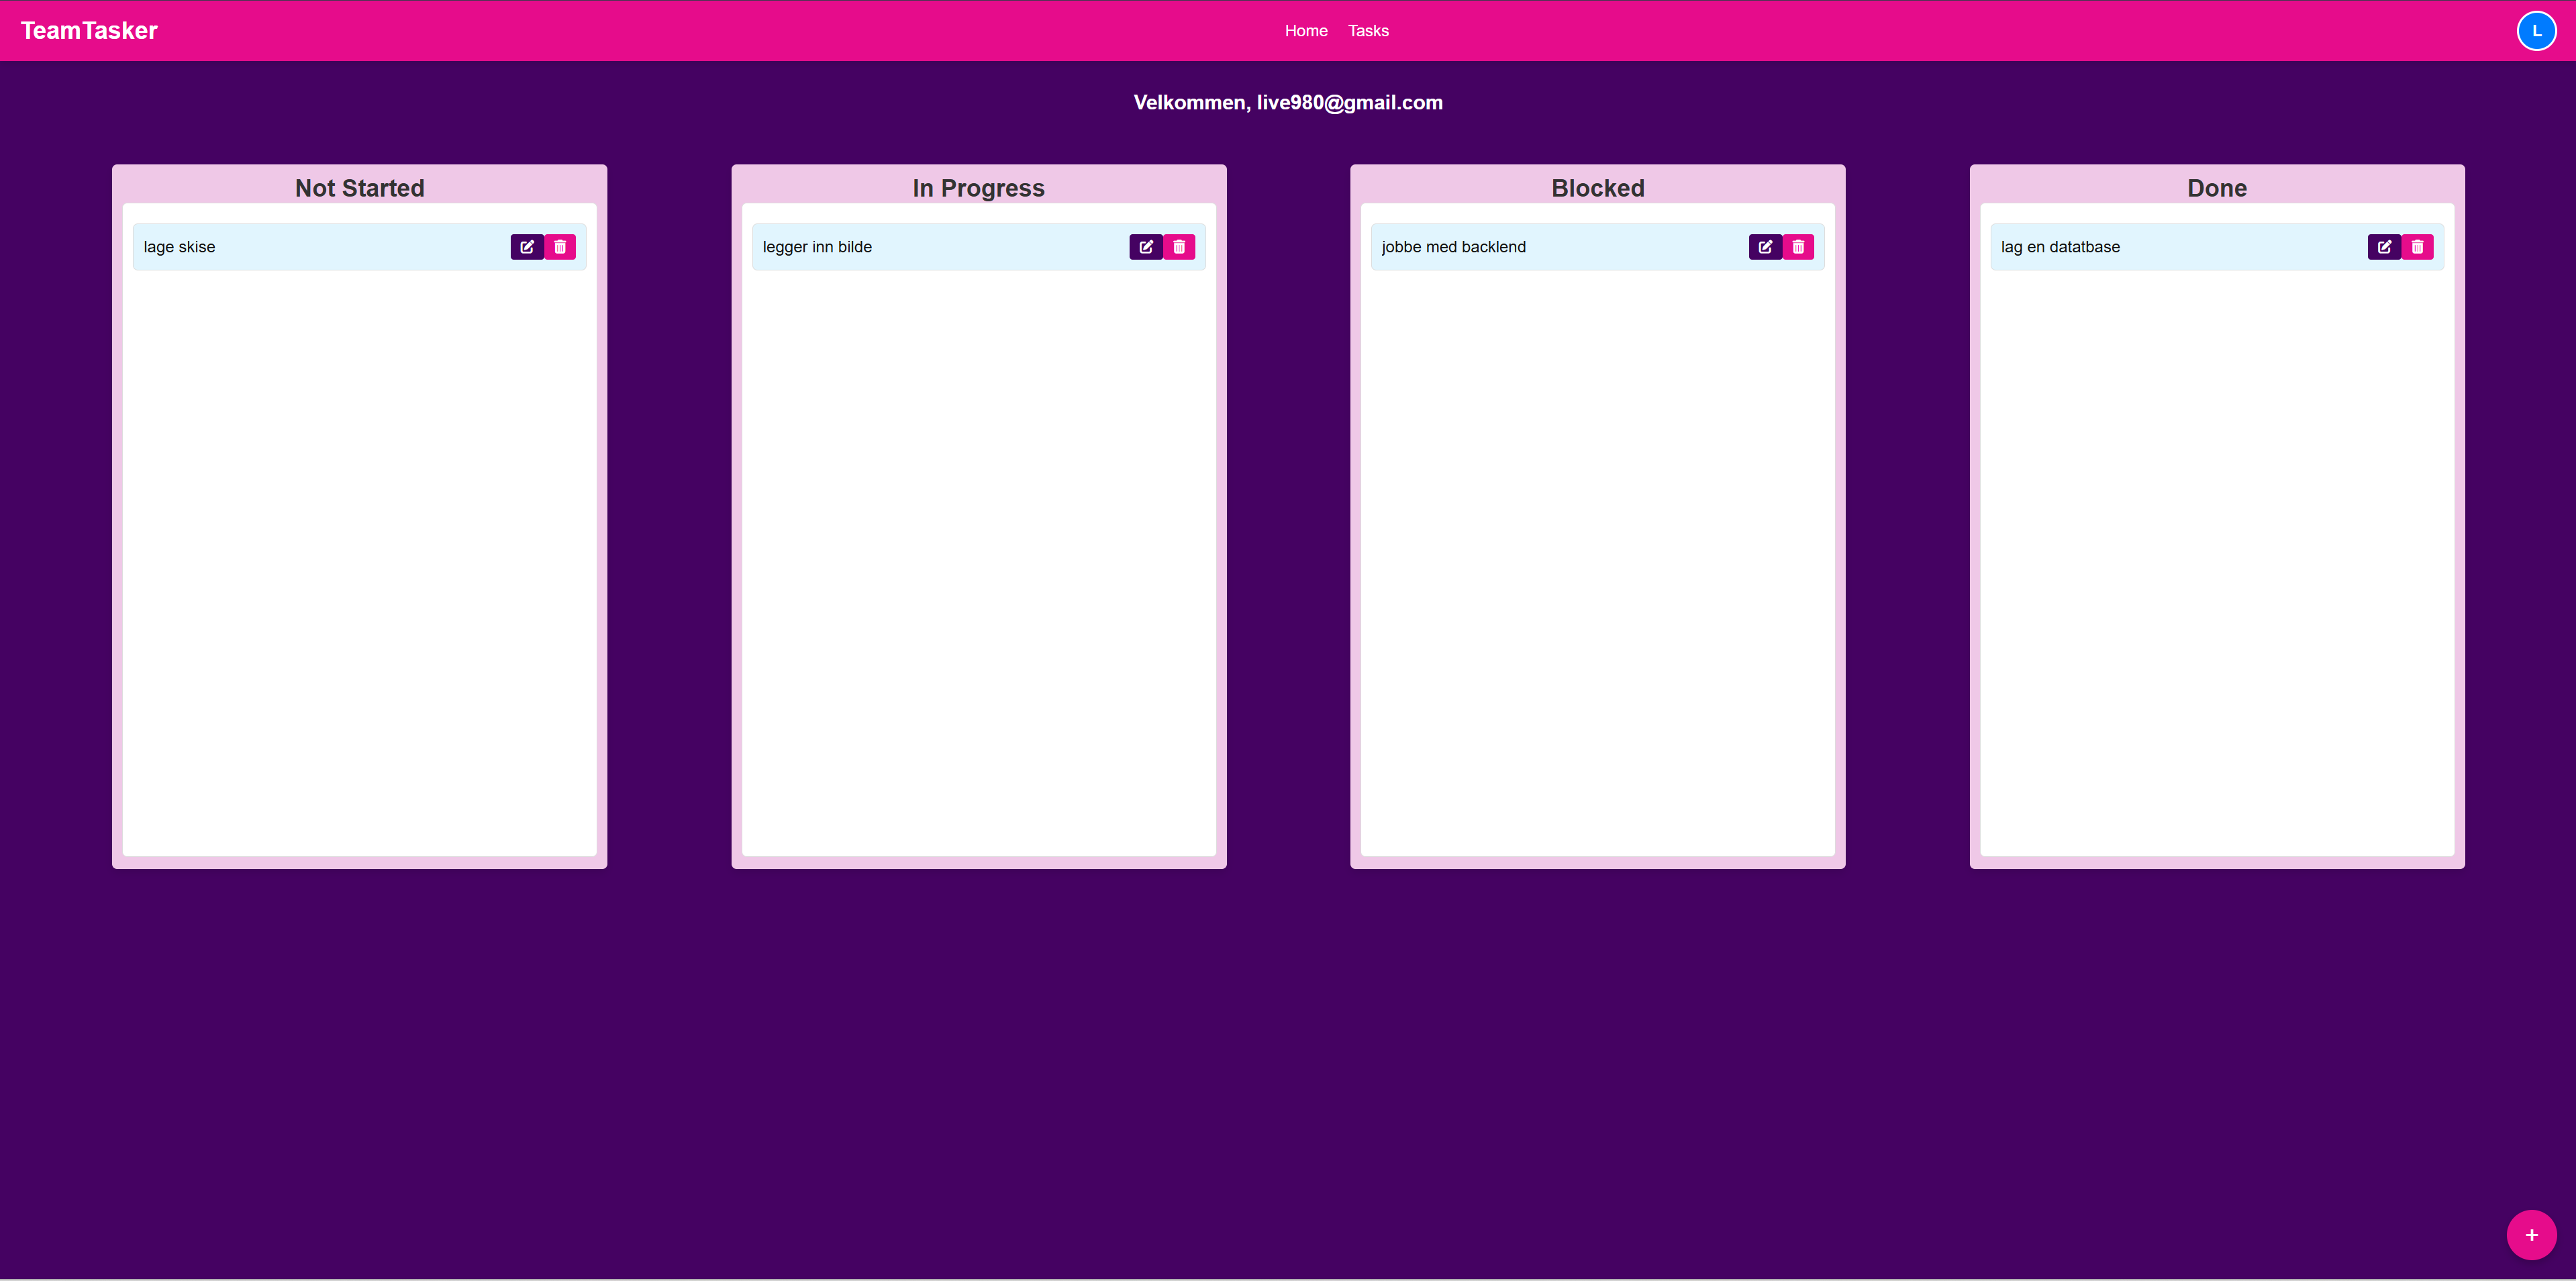 TeamTasker
Home Tasks
L
Velkommen, live980@gmail.com
Not Started
lage skise
In Progress
legger inn bilde
Blocked
jobbe med backlend
Done
lag en datatbase
+